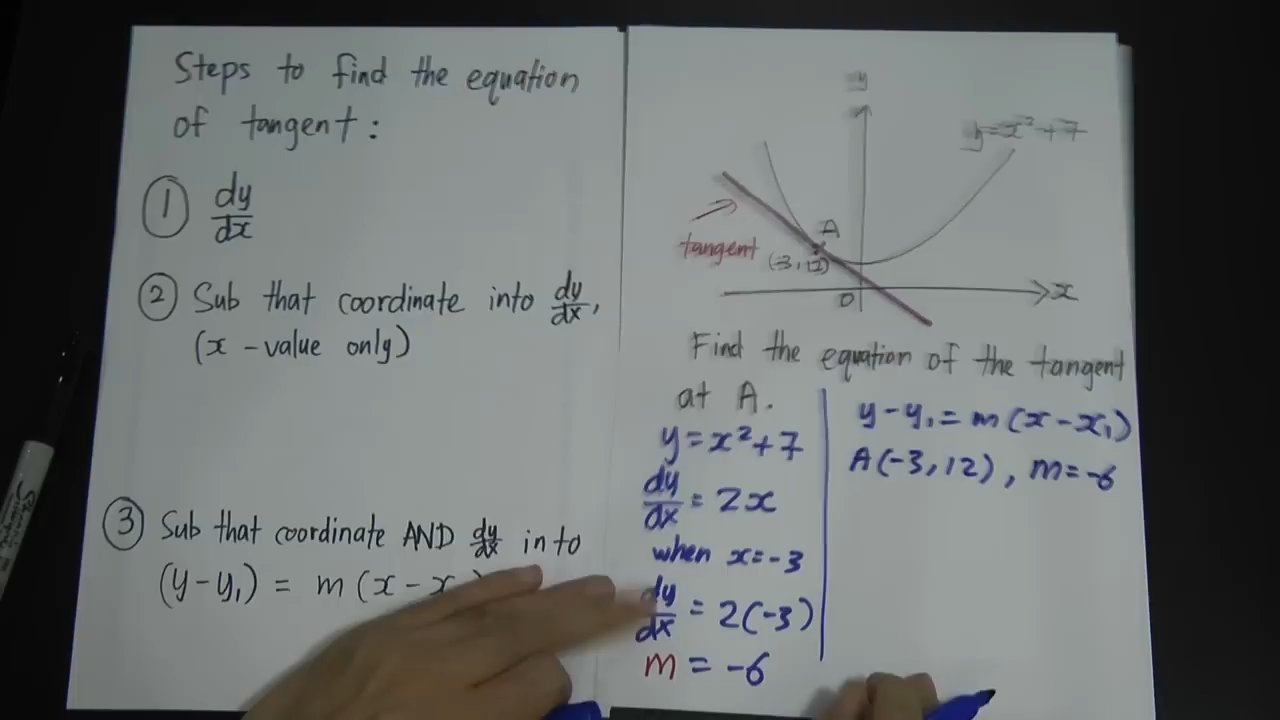 Steps to find the equation
of tangent:
① dy/dx
② Sub that coordinate into dy/dx,
(x-value only)
③ Sub that coordinate AND dy/dx into
(y-y₁) = m(x-x
y
y=x²+7
A
tangent
(-3,12)
O
x
Find the equation of the tangent
at A.
y=x²+7
dy/dx = 2x
when x=-3
dy/dx = 2(-3)
m = -6
y-y₁=m(x-x₁)
A(-3,12), m=-6